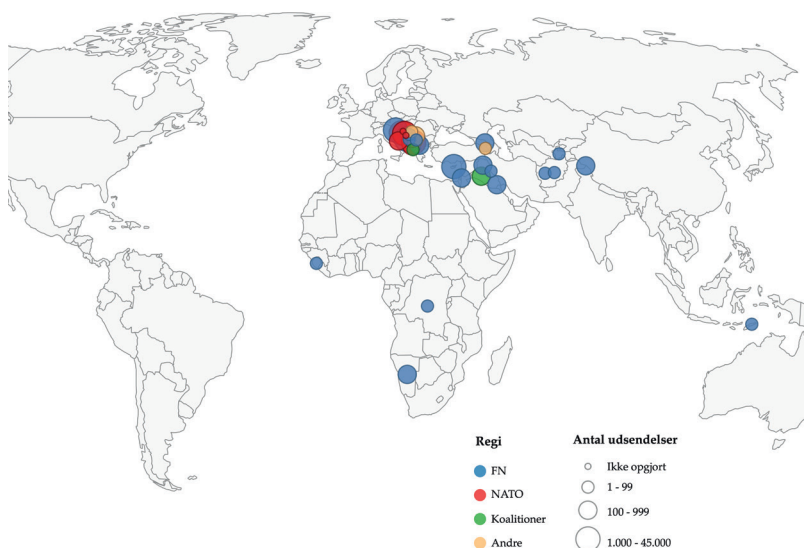 Regi
FN
NATO
Koalitioner
Andre
Antal udsendelser
Ikke opgjort
1 - 99
100 - 999
1.000 - 45.000